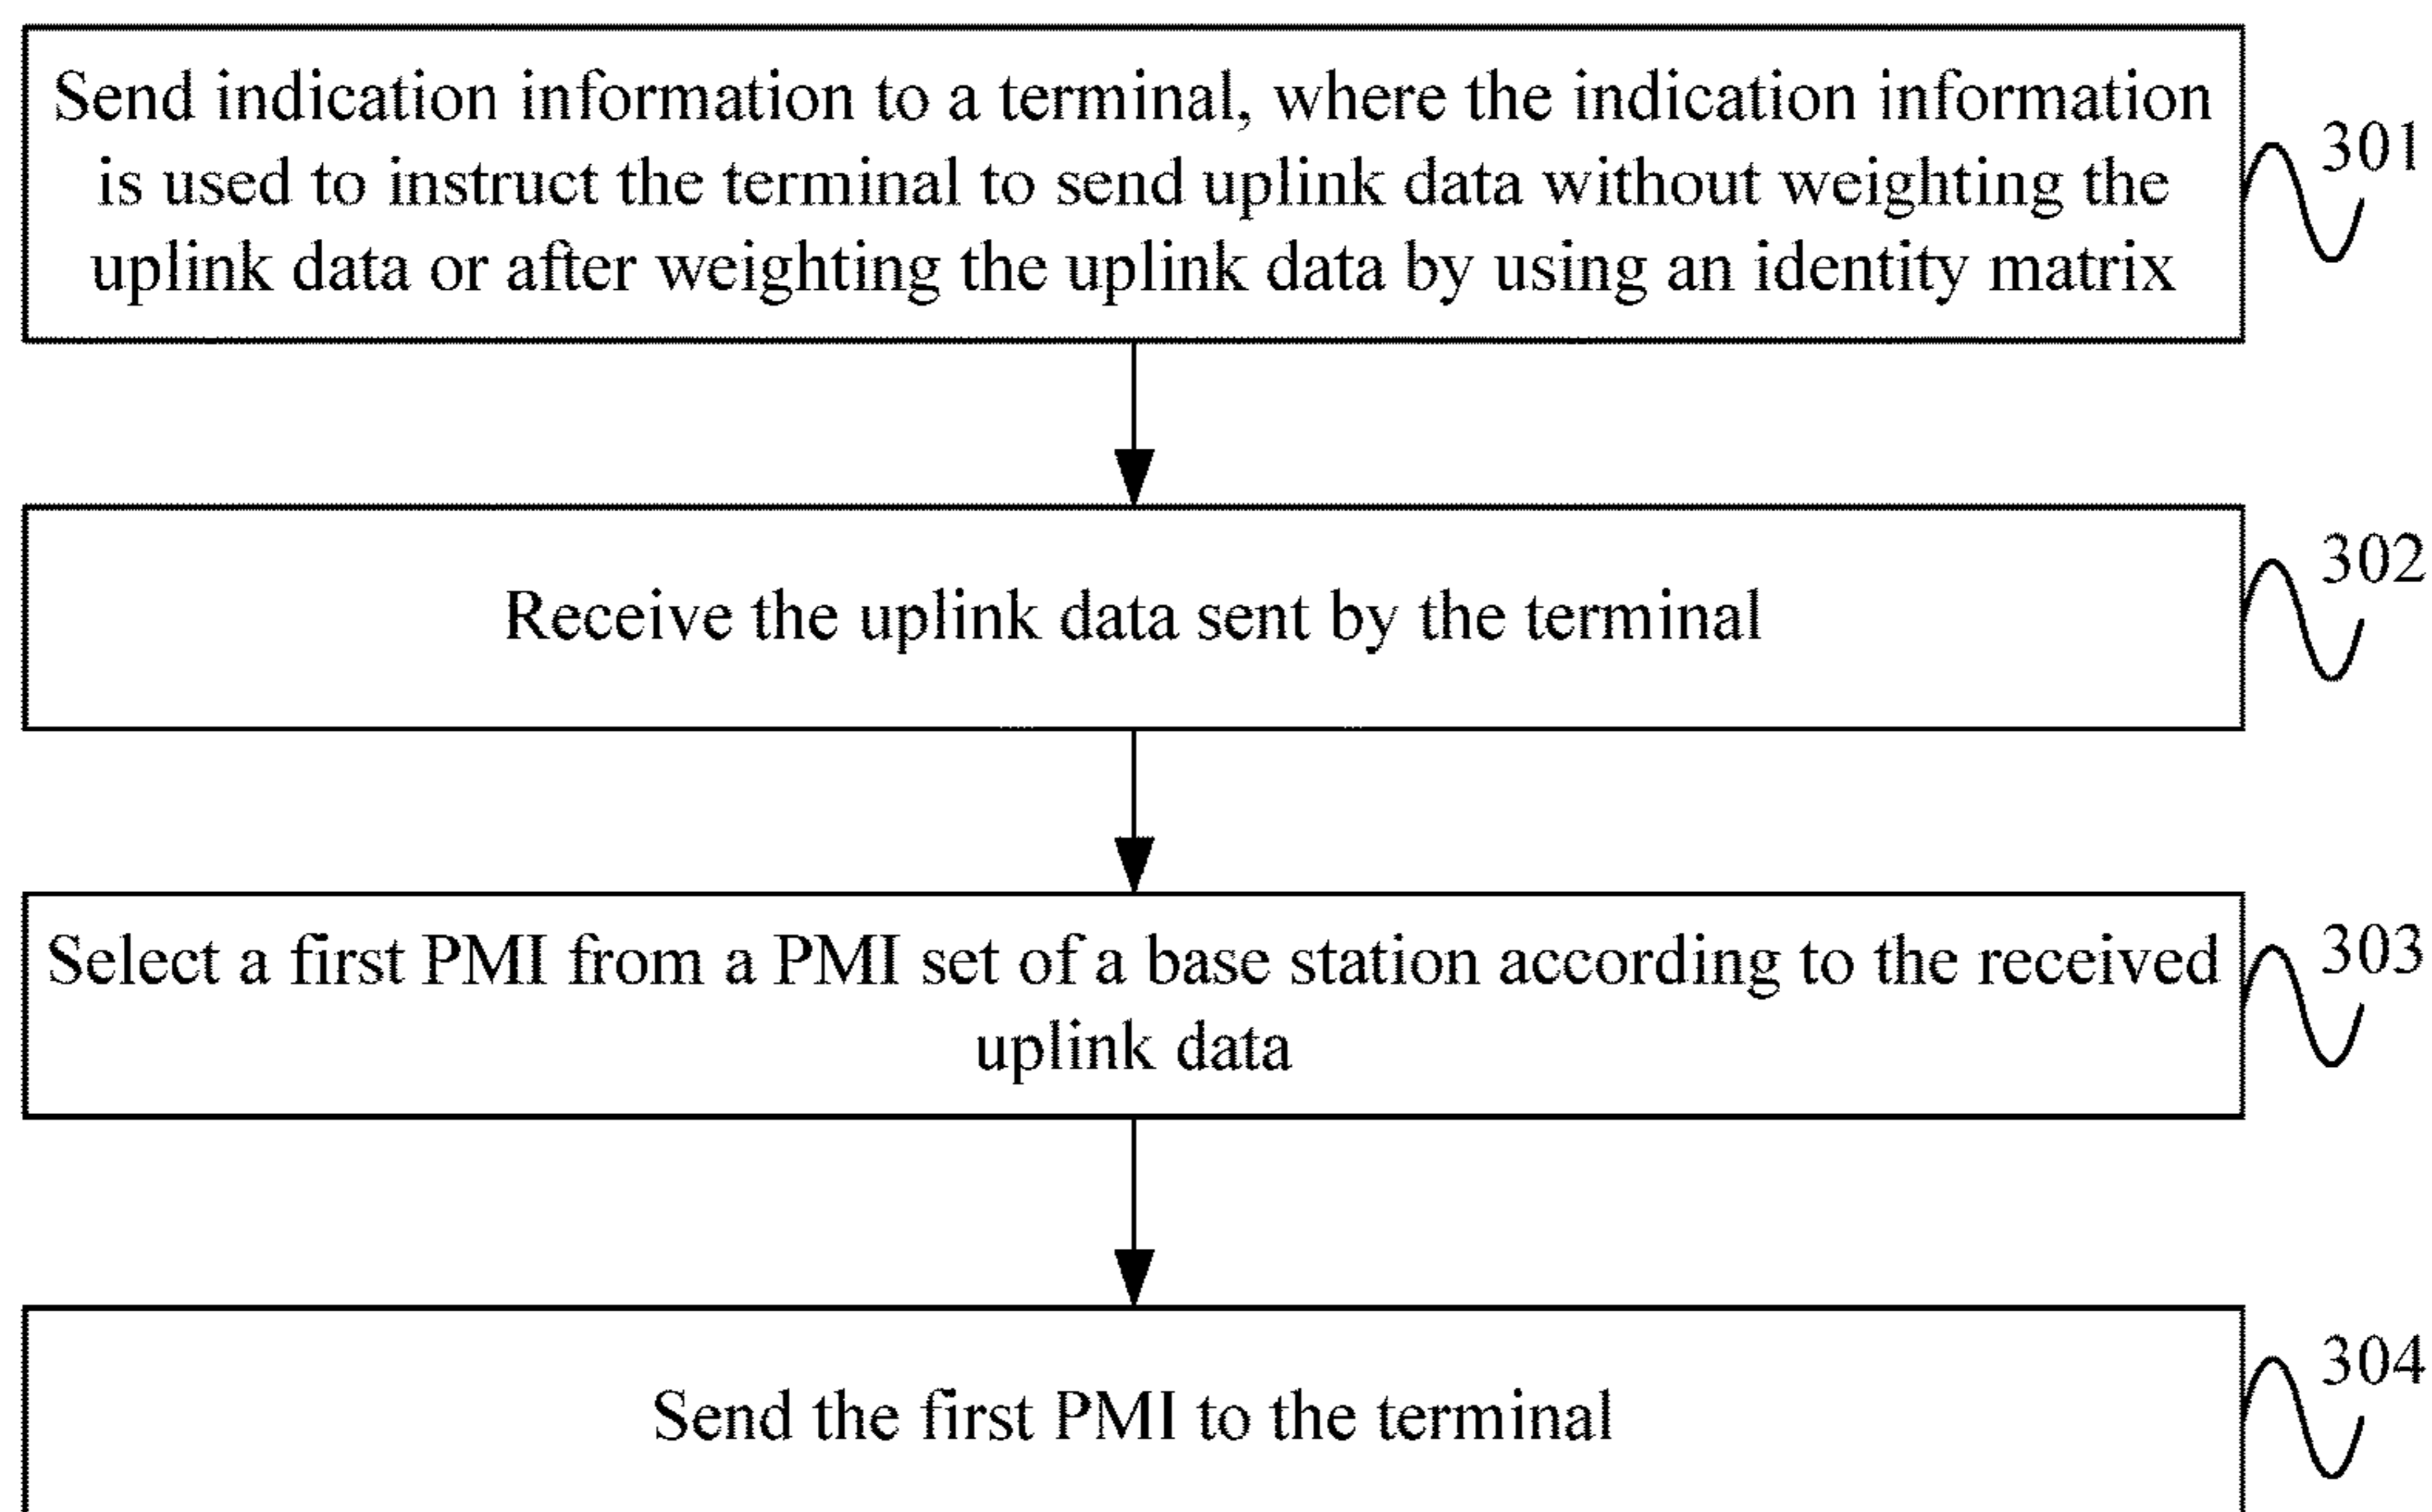 Send indication information to a terminal, where the indication information
is used to instruct the terminal to send uplink data without weighting the
uplink data or after weighting the uplink data by using an identity matrix
301
Receive the uplink data sent by the terminal
302
Select a first PMI from a PMI set of a base station according to the received
uplink data
303
Send the first PMI to the terminal
304